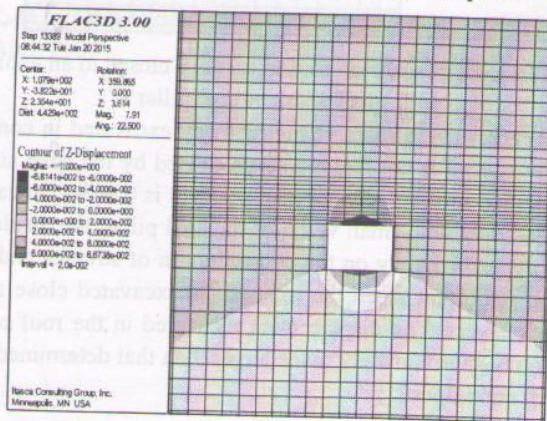 FLAC3D 3.00
Step 13389 Model Perspective
08:44:32 Tue Jan 20 2015
Center: Rotation:
X: 1.079e+002 X: 359.865
Y: -3.822e-001 Y: 0.000
Z: 2.354e+001 Z: 3.614
Dist: 4.429e+002 Mag.: 7.91
Ang.: 22.500
Contour of Z-Displacement
Magfac = 1.000e+000
-6.8141e-002 to -6.0000e-002
-6.0000e-002 to -4.0000e-002
-4.0000e-002 to -2.0000e-002
-2.0000e-002 to 0.0000e+000
0.0000e+000 to 2.0000e-002
2.0000e-002 to 4.0000e-002
4.0000e-002 to 6.0000e-002
6.0000e-002 to 6.6738e-002
Interval = 2.0e-002
Itasca Consulting Group, Inc.
Minneapolis, MN USA